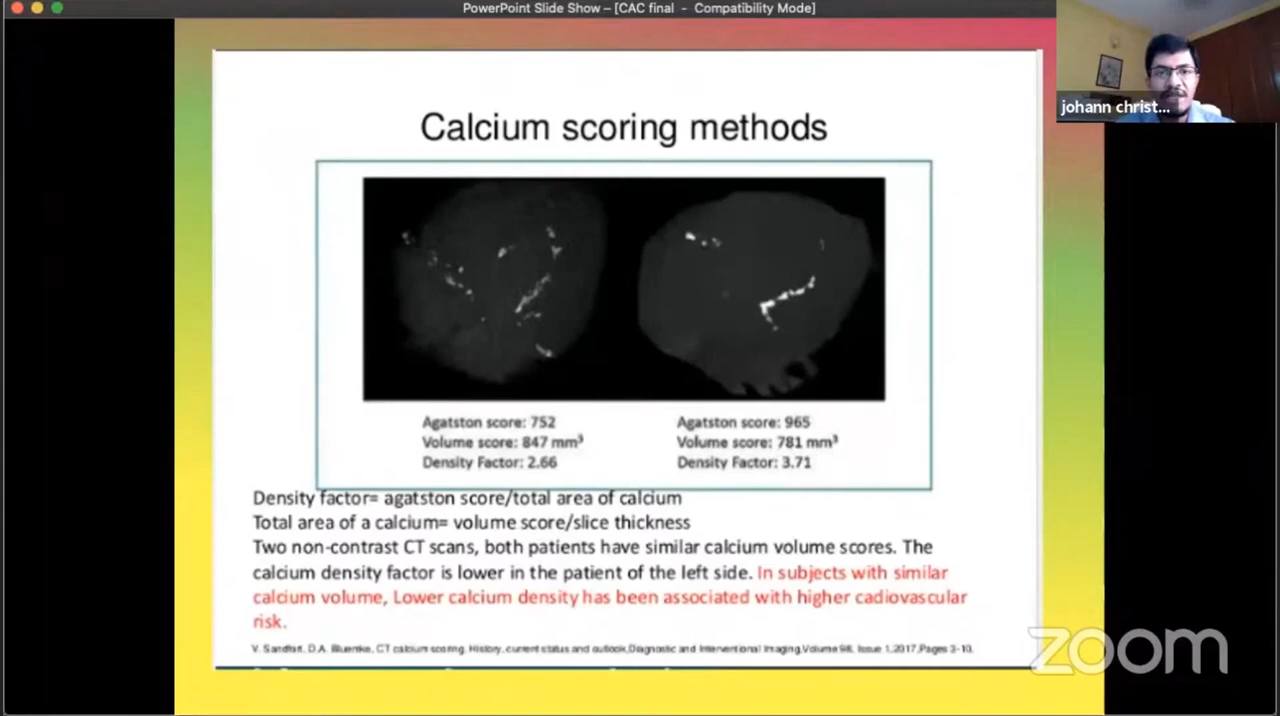 PowerPoint Slide Show – [CAC final - Compatibility Mode]
johann christ...
Calcium scoring methods
Agatston score: 752
Volume score: 847 mm³
Density Factor: 2.66
Agatston score: 965
Volume score: 781 mm³
Density Factor: 3.71
Density factor= agatston score/total area of calcium
Total area of a calcium= volume score/slice thickness
Two non-contrast CT scans, both patients have similar calcium volume scores. The
calcium density factor is lower in the patient of the left side. In subjects with similar
calcium volume, Lower calcium density has been associated with higher cadiovascular
risk.
V. Sandfort, D.A. Bluemke, CT calcium scoring. History, current status and outlook,Diagnostic and Interventional Imaging,Volume 98, Issue 1,2017,Pages 3-10.
zoom